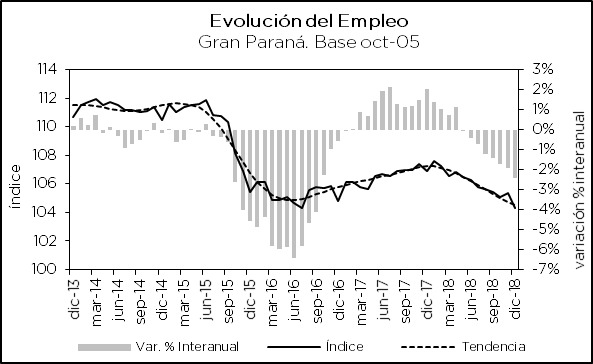 Evolución del Empleo
Gran Paraná. Base oct-05
índice
114
112
110
108
106
104
102
100
3%
2%
1%
0%
-1%
-2%
-3%
-4%
-5%
-6%
-7%
variación % interanual
dic-13
mar-14
jun-14
sep-14
dic-14
mar-15
jun-15
sep-15
dic-15
mar-16
jun-16
sep-16
dic-16
mar-17
jun-17
sep-17
dic-17
mar-18
jun-18
sep-18
dic-18
Var. % Interanual
Índice
Tendencia